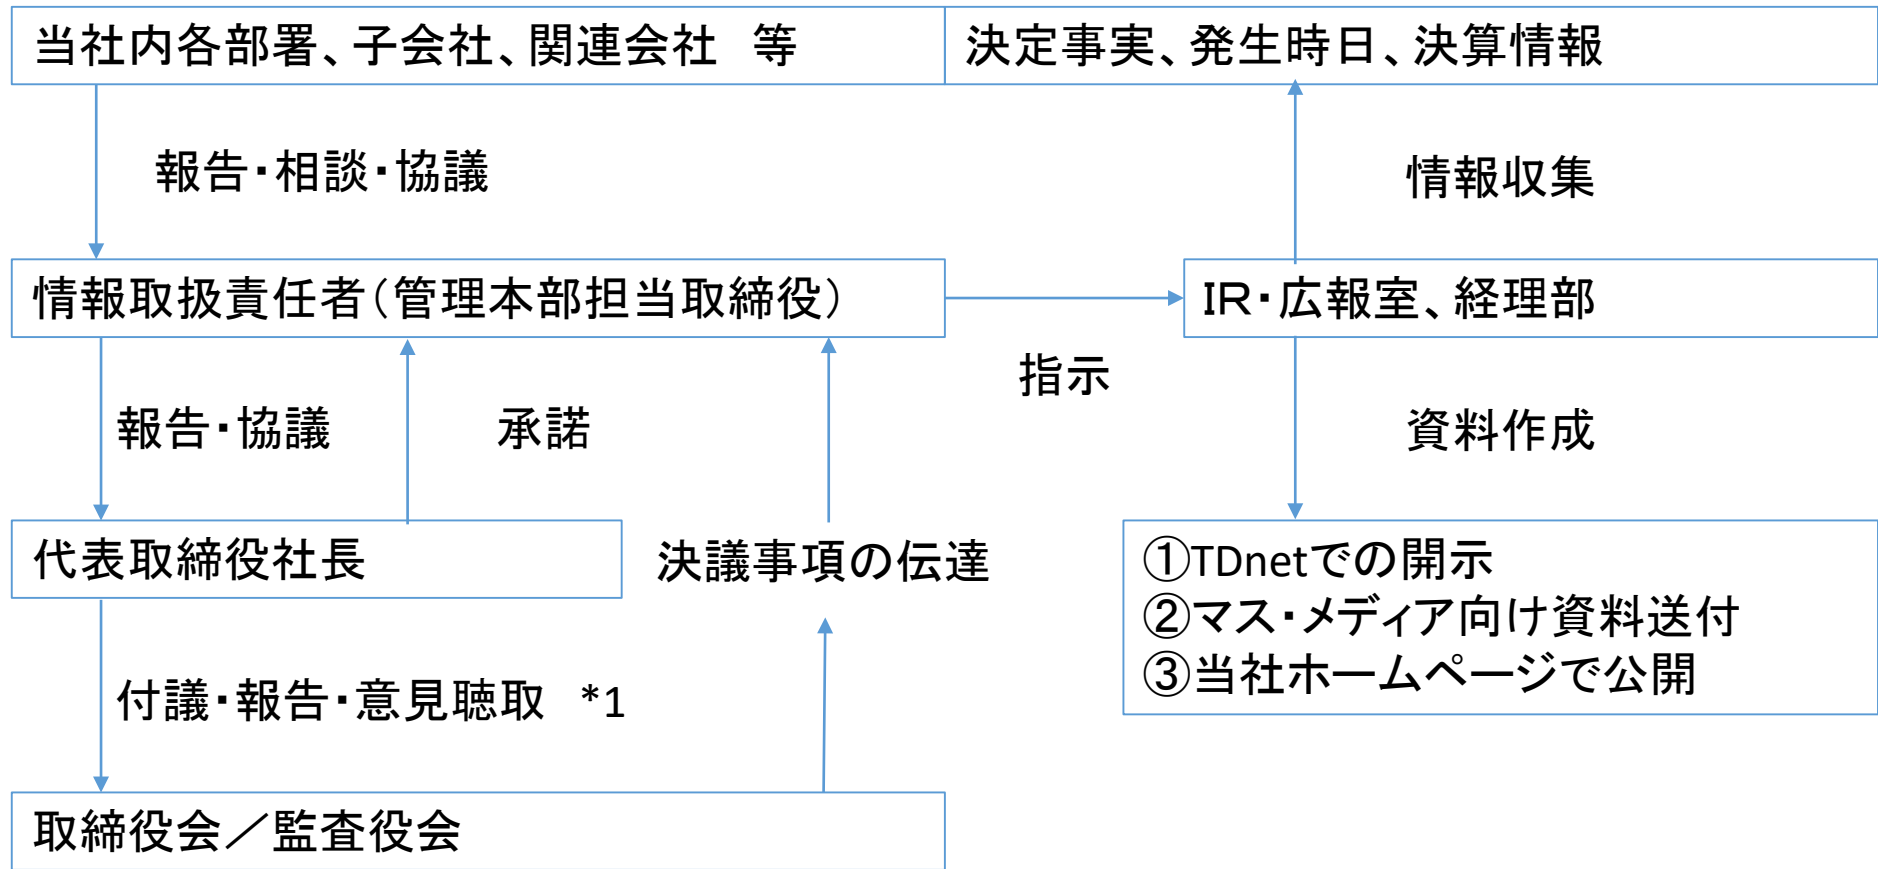 当社内各部署、子会社、関連会社　等
決定事実、発生時日、決算情報
報告・相談・協議
情報収集
情報取扱責任者（管理本部担当取締役）
IR・広報室、経理部
指示
報告・協議
承諾
資料作成
代表取締役社長
決議事項の伝達
①TDnetでの開示
②マス・メディア向け資料送付
③当社ホームページで公開
付議・報告・意見聴取　*1
取締役会／監査役会